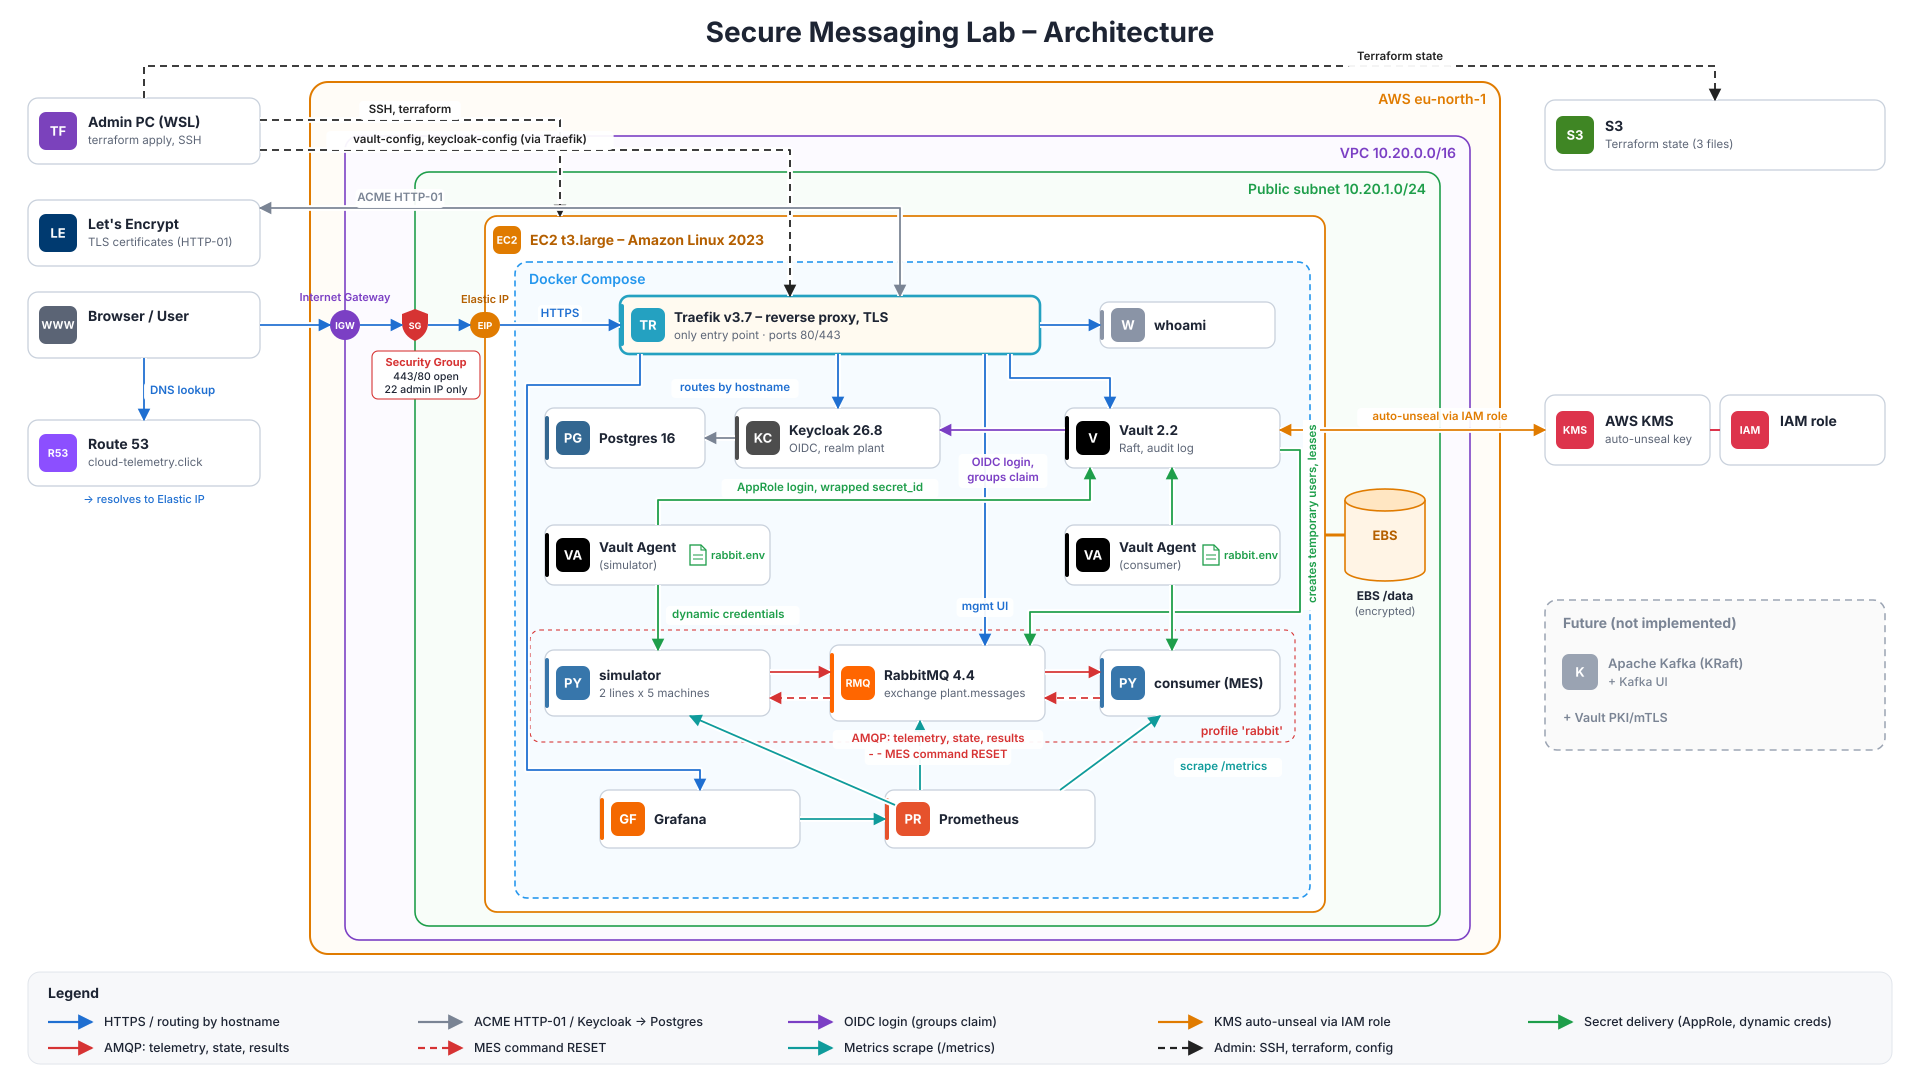 Secure Messaging Lab – Architecture
Terraform state
AWS eu-north-1
TF
Admin PC (WSL)
terraform apply, SSH
SSH, terraform
vault-config, keycloak-config (via Traefik)
S3
S3
Terraform state (3 files)
VPC 10.20.0.0/16
Public subnet 10.20.1.0/24
ACME HTTP-01
LE
Let's Encrypt
TLS certificates (HTTP-01)
EC2
EC2 t3.large – Amazon Linux 2023
Docker Compose
WWW
Browser / User
Internet Gateway
IGW
SG
Elastic IP
EIP
HTTPS
TR
Traefik v3.7 – reverse proxy, TLS
only entry point · ports 80/443
W
whoami
Security Group
443/80 open
22 admin IP only
DNS lookup
routes by hostname
R53
Route 53
cloud-telemetry.click
→ resolves to Elastic IP
PG
Postgres 16
KC
Keycloak 26.8
OIDC, realm plant
V
Vault 2.2
Raft, audit log
auto-unseal via IAM role
KMS
AWS KMS
auto-unseal key
IAM
IAM role
OIDC login,
groups claim
AppRole login, wrapped secret_id
creates temporary users, leases
VA
Vault Agent
(simulator)
rabbit.env
VA
Vault Agent
(consumer)
rabbit.env
EBS
EBS /data
(encrypted)
dynamic credentials
mgmt UI
PY
simulator
2 lines x 5 machines
RMQ
RabbitMQ 4.4
exchange plant.messages
PY
consumer (MES)
profile 'rabbit'
AMQP: telemetry, state, results
- - MES command RESET
scrape /metrics
GF
Grafana
PR
Prometheus
Future (not implemented)
K
Apache Kafka (KRaft)
+ Kafka UI
+ Vault PKI/mTLS
Legend
HTTPS / routing by hostname
ACME HTTP-01 / Keycloak → Postgres
OIDC login (groups claim)
KMS auto-unseal via IAM role
Secret delivery (AppRole, dynamic creds)
AMQP: telemetry, state, results
MES command RESET
Metrics scrape (/metrics)
Admin: SSH, terraform, config